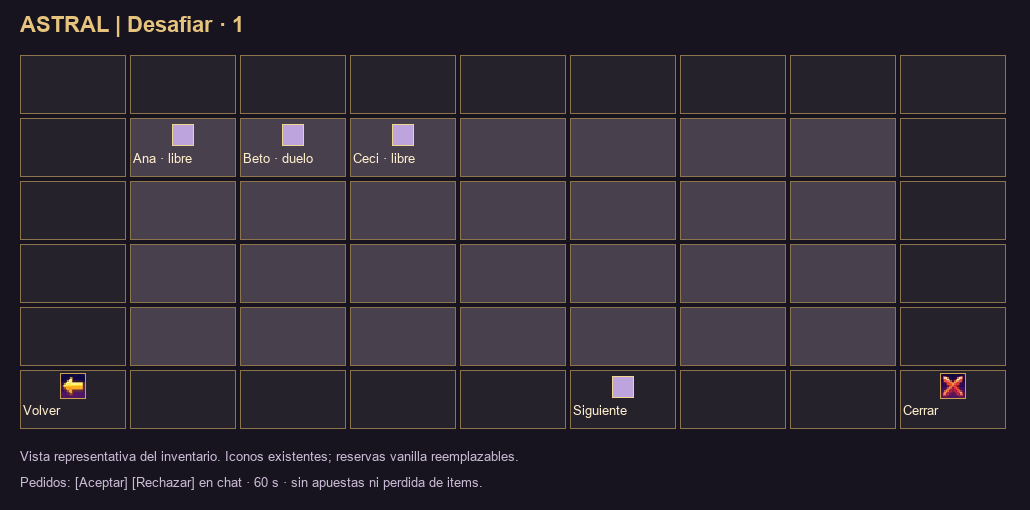 ASTRAL | Desafiar · 1
Ana · libre
Beto · duelo
Ceci · libre
Volver
Siguiente
Cerrar
Vista representativa del inventario. Iconos existentes; reservas vanilla reemplazables.
Pedidos: [Aceptar] [Rechazar] en chat · 60 s · sin apuestas ni perdida de items.